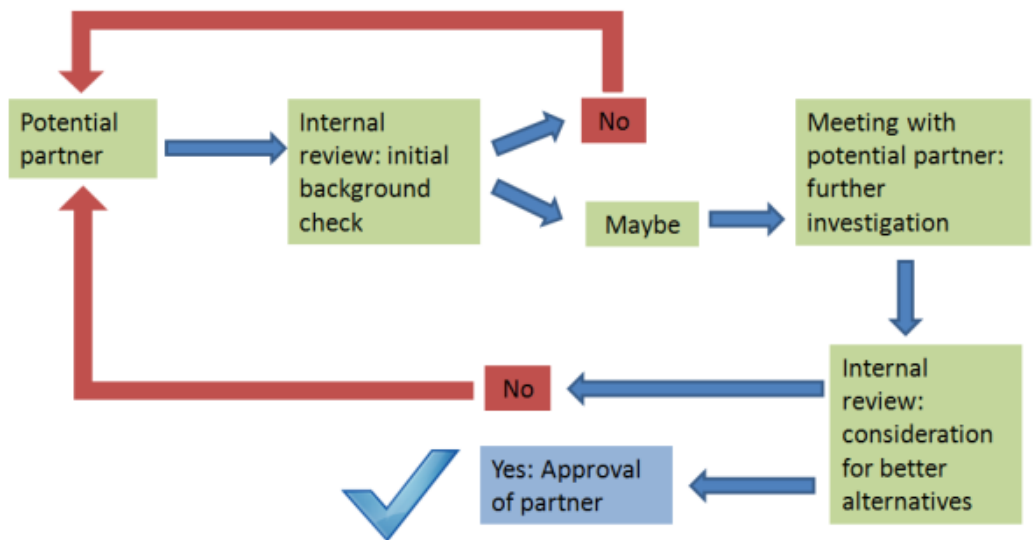 Potential
partner
Internal
review: initial
background
check
No
Maybe
Meeting with
potential partner:
further
investigation
Internal
review:
consideration
for better
alternatives
No
Yes: Approval
of partner